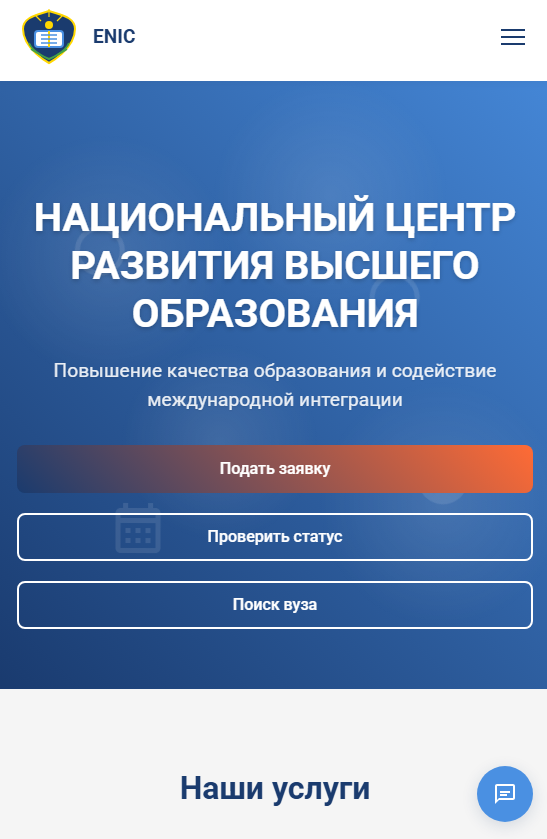 ENIC
НАЦИОНАЛЬНЫЙ ЦЕНТР
РАЗВИТИЯ ВЫСШЕГО
ОБРАЗОВАНИЯ
Повышение качества образования и содействие
международной интеграции
Подать заявку
Проверить статус
Поиск вуза
Наши услуги